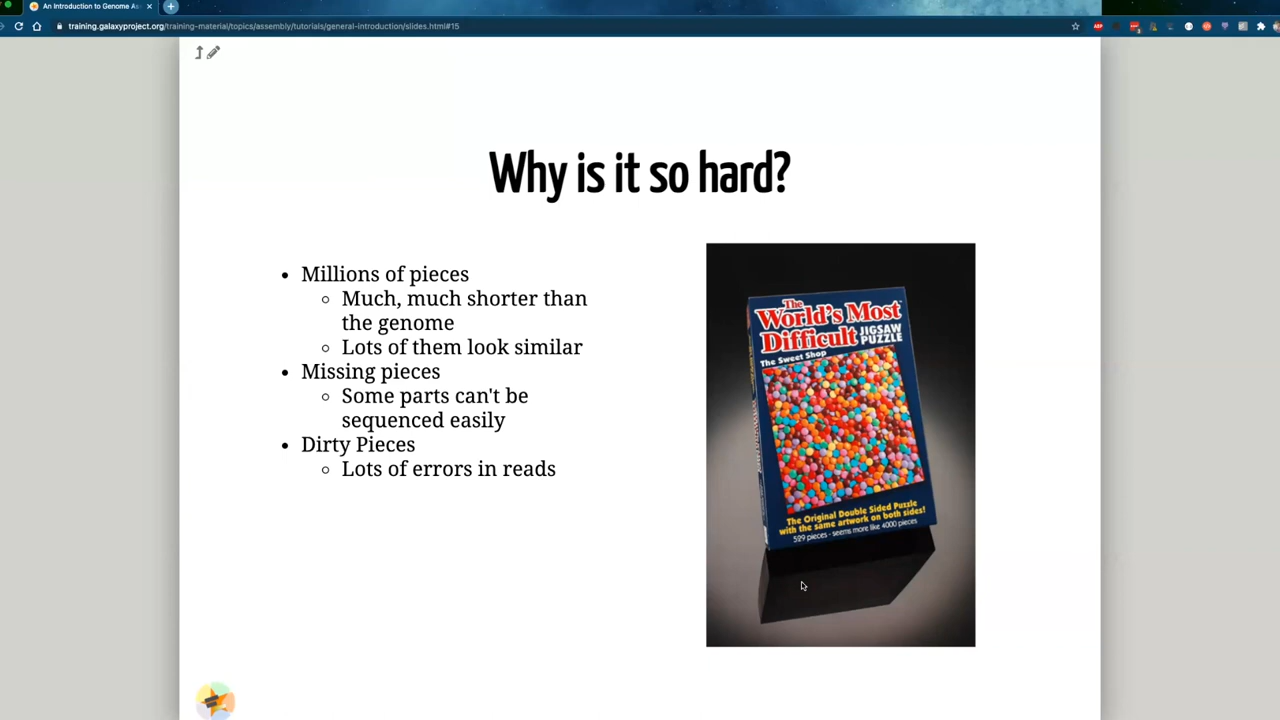 An Introduction to Genome As
training.galaxyproject.org/training-material/topics/assembly/tutorials/general-introduction/slides.html#15
ABP
Why is it so hard?
Millions of pieces
Much, much shorter than
the genome
Lots of them look similar
Missing pieces
Some parts can't be
sequenced easily
Dirty Pieces
Lots of errors in reads
The
World's Most
Difficult JIGSAW
PUZZLE
The Sweet Shop
The Original Double Sided Puzzle
with the same artwork on both sides!
529 pieces - seems more like 4000 pieces